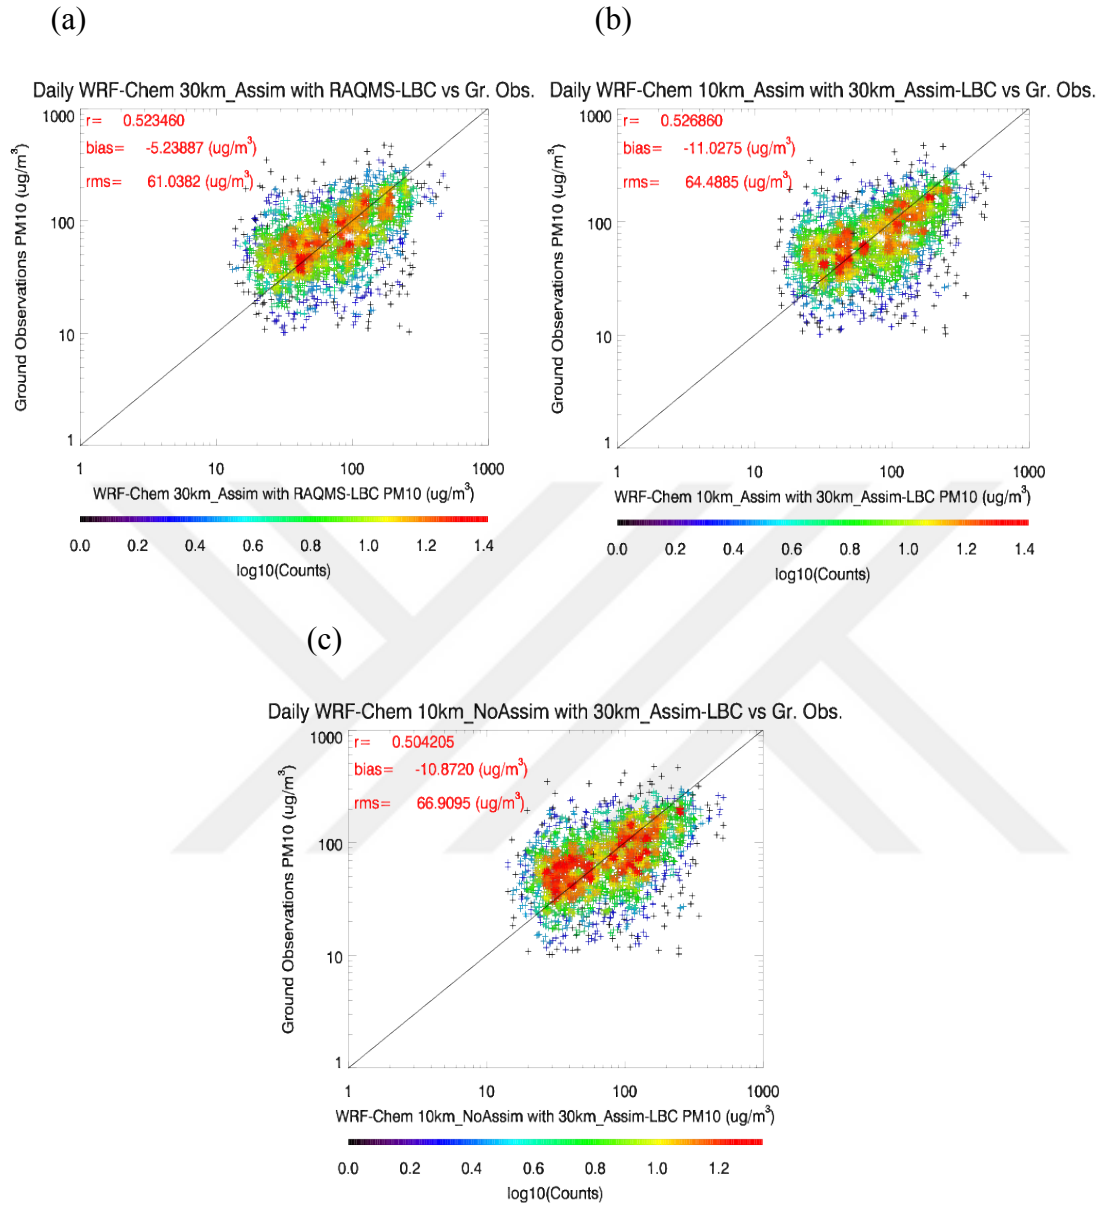 (a)
(b)
Daily WRF-Chem 30km_Assim with RAQMS-LBC vs Gr. Obs.
1000
r= 0.523460
bias= -5.23887 (ug/m³)
rms= 61.0382 (ug/m³)
100
10
1
Ground Observations PM10 (ug/m³)
1 10 100 1000
WRF-Chem 30km_Assim with RAQMS-LBC PM10 (ug/m³)
0.0 0.2 0.4 0.6 0.8 1.0 1.2 1.4
log10(Counts)
Daily WRF-Chem 10km_Assim with 30km_Assim-LBC vs Gr. Obs.
1000
r= 0.526860
bias= -11.0275 (ug/m³)
rms= 64.4885 (ug/m³)
100
10
1
Ground Observations PM10 (ug/m³)
1 10 100 1000
WRF-Chem 10km_Assim with 30km_Assim-LBC PM10 (ug/m³)
0.0 0.2 0.4 0.6 0.8 1.0 1.2 1.4
log10(Counts)
(c)
Daily WRF-Chem 10km_NoAssim with 30km_Assim-LBC vs Gr. Obs.
1000
r= 0.504205
bias= -10.8720 (ug/m³)
rms= 66.9095 (ug/m³)
100
10
1
Ground Observations PM10 (ug/m³)
1 10 100 1000
WRF-Chem 10km_NoAssim with 30km_Assim-LBC PM10 (ug/m³)
0.0 0.2 0.4 0.6 0.8 1.0 1.2
log10(Counts)